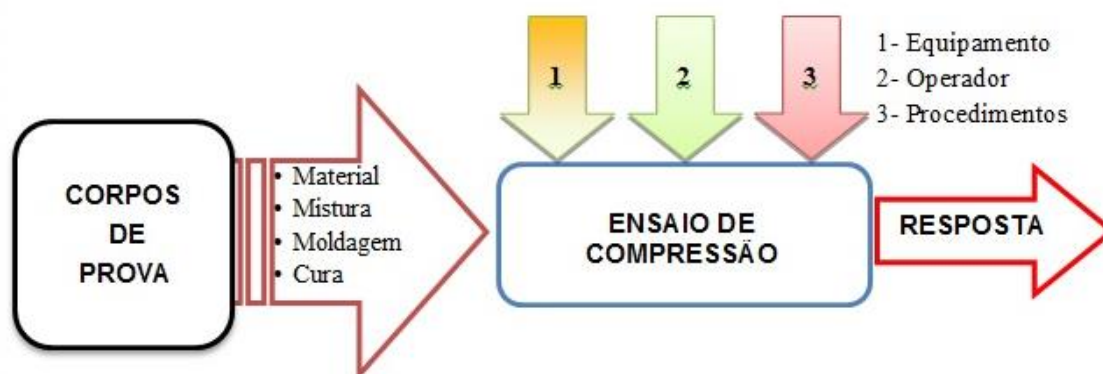 CORPOS
DE
PROVA
• Material
• Mistura
• Moldagem
• Cura
1
2
3
1- Equipamento
2- Operador
3- Procedimentos
ENSAIO DE
COMPRESSÃO
RESPOSTA